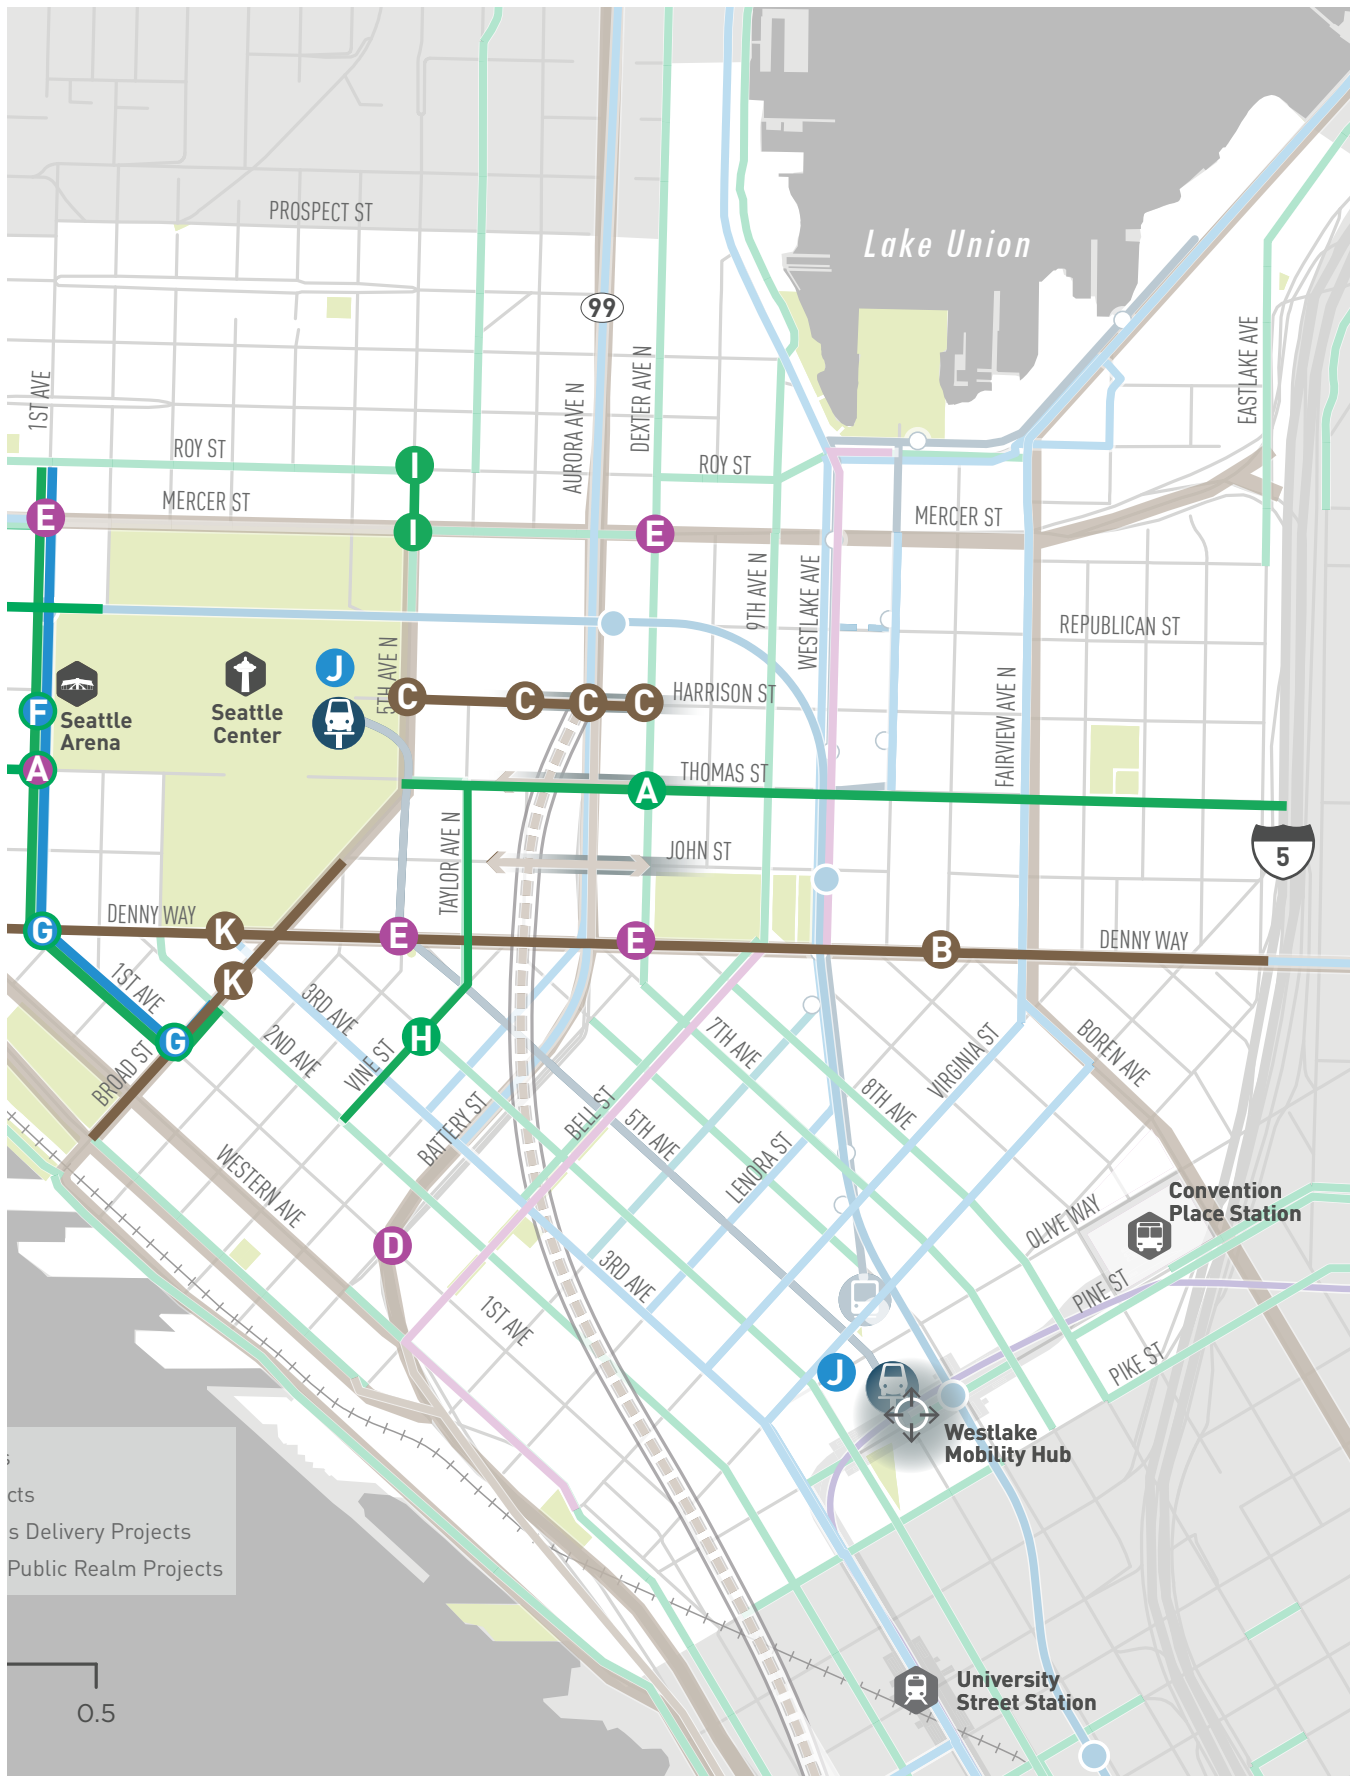 PROSPECT ST
Lake Union
99
1ST AVE
AURORA AVE N
DEXTER AVE N
EASTLAKE AVE
ROY ST
I
ROY ST
MERCER ST
E
I
E
MERCER ST
9TH AVE N
WESTLAKE AVE
REPUBLICAN ST
5TH AVE N
J
FAIRVIEW AVE N
F
Seattle
Arena
Seattle
Center
C
C
C
C
HARRISON ST
A
THOMAS ST
A
TAYLOR AVE N
JOHN ST
5
DENNY WAY
G
K
E
E
B
DENNY WAY
K
1ST AVE
3RD AVE
2ND AVE
G
H
VINE ST
BROAD ST
7TH AVE
8TH AVE
VIRGINIA ST
BOREN AVE
BATTERY ST
BELL ST
5TH AVE
LENORA ST
WESTERN AVE
D
3RD AVE
1ST AVE
OLIVE WAY
Convention
Place Station
PINE ST
PIKE ST
J
Westlake
Mobility Hub
s
cts
s Delivery Projects
Public Realm Projects
0.5
University
Street Station